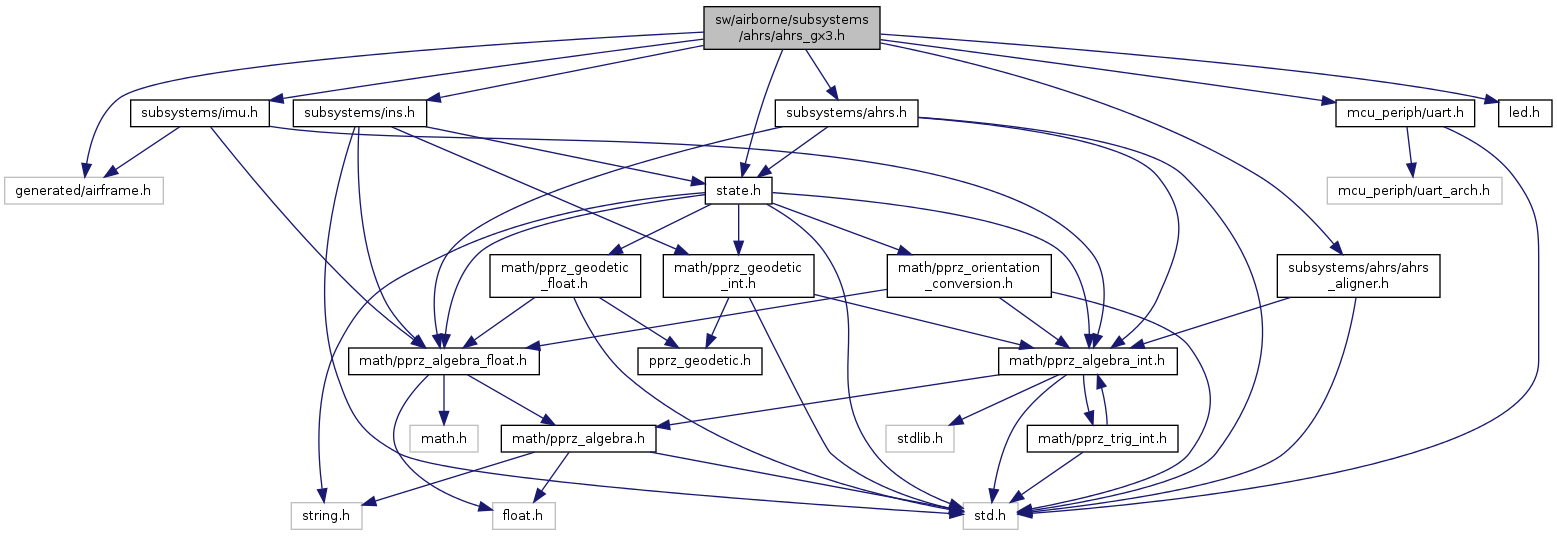 sw/airborne/subsystems
/ahrs/ahrs_gx3.h
subsystems/imu.h
subsystems/ins.h
subsystems/ahrs.h
mcu_periph/uart.h
led.h
generated/airframe.h
state.h
mcu_periph/uart_arch.h
math/pprz_geodetic
_float.h
math/pprz_geodetic
_int.h
math/pprz_orientation
_conversion.h
subsystems/ahrs/ahrs
_aligner.h
math/pprz_algebra_float.h
pprz_geodetic.h
math/pprz_algebra_int.h
math.h
math/pprz_algebra.h
stdlib.h
math/pprz_trig_int.h
string.h
float.h
std.h